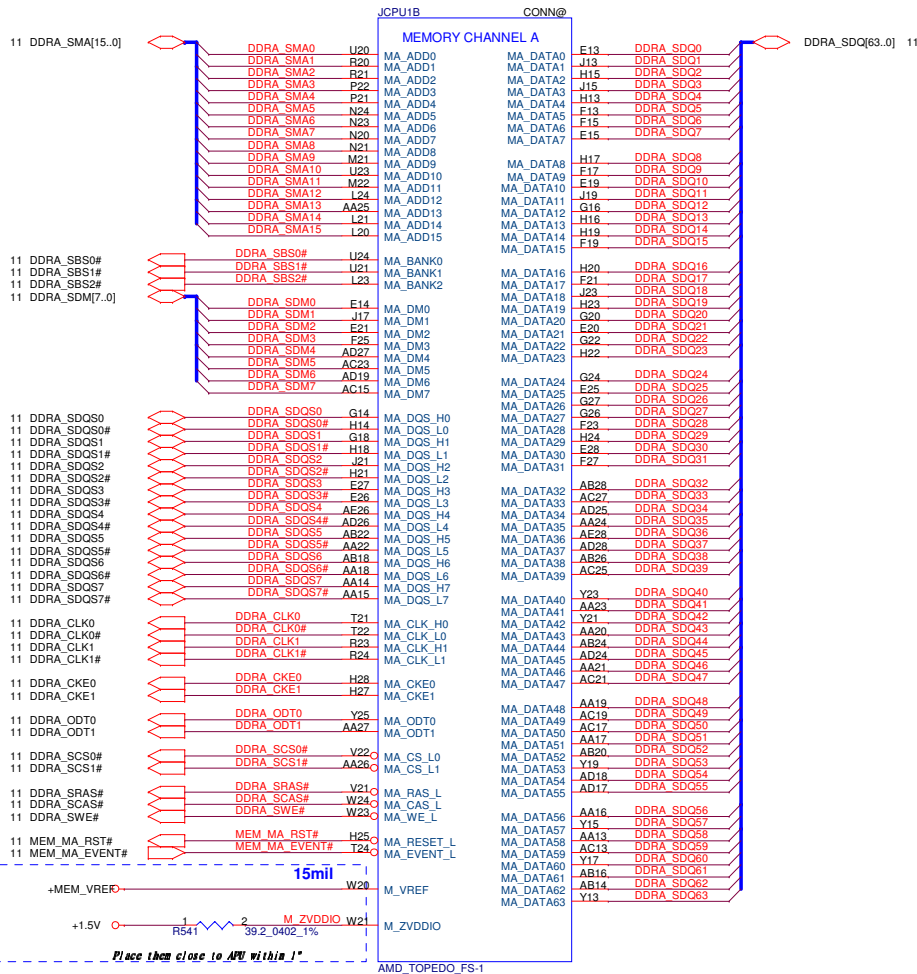 JCPU1B CONN@
MEMORY CHANNEL A
11 DDRA_SMA[15..0]
DDRA_SMA0 U20 MA_ADD0
DDRA_SMA1 R20 MA_ADD1
DDRA_SMA2 R21 MA_ADD2
DDRA_SMA3 P22 MA_ADD3
DDRA_SMA4 P21 MA_ADD4
DDRA_SMA5 N24 MA_ADD5
DDRA_SMA6 N23 MA_ADD6
DDRA_SMA7 N20 MA_ADD7
DDRA_SMA8 N21 MA_ADD8
DDRA_SMA9 M21 MA_ADD9
DDRA_SMA10 U23 MA_ADD10
DDRA_SMA11 M22 MA_ADD11
DDRA_SMA12 L24 MA_ADD12
DDRA_SMA13 AA25 MA_ADD13
DDRA_SMA14 L21 MA_ADD14
DDRA_SMA15 L20 MA_ADD15
11 DDRA_SBS0# DDRA_SBS0# U24 MA_BANK0
11 DDRA_SBS1# DDRA_SBS1# U21 MA_BANK1
11 DDRA_SBS2# DDRA_SBS2# L23 MA_BANK2
11 DDRA_SDM[7..0]
DDRA_SDM0 E14 MA_DM0
DDRA_SDM1 J17 MA_DM1
DDRA_SDM2 E21 MA_DM2
DDRA_SDM3 F25 MA_DM3
DDRA_SDM4 AD27 MA_DM4
DDRA_SDM5 AC23 MA_DM5
DDRA_SDM6 AD19 MA_DM6
DDRA_SDM7 AC15 MA_DM7
11 DDRA_SDQS0 DDRA_SDQS0 G14 MA_DQS_H0
11 DDRA_SDQS0# DDRA_SDQS0# H14 MA_DQS_L0
11 DDRA_SDQS1 DDRA_SDQS1 G18 MA_DQS_H1
11 DDRA_SDQS1# DDRA_SDQS1# H18 MA_DQS_L1
11 DDRA_SDQS2 DDRA_SDQS2 J21 MA_DQS_H2
11 DDRA_SDQS2# DDRA_SDQS2# H21 MA_DQS_L2
11 DDRA_SDQS3 DDRA_SDQS3 E27 MA_DQS_H3
11 DDRA_SDQS3# DDRA_SDQS3# E26 MA_DQS_L3
11 DDRA_SDQS4 DDRA_SDQS4 AE26 MA_DQS_H4
11 DDRA_SDQS4# DDRA_SDQS4# AD26 MA_DQS_L4
11 DDRA_SDQS5 DDRA_SDQS5 AB22 MA_DQS_H5
11 DDRA_SDQS5# DDRA_SDQS5# AA22 MA_DQS_L5
11 DDRA_SDQS6 DDRA_SDQS6 AB18 MA_DQS_H6
11 DDRA_SDQS6# DDRA_SDQS6# AA18 MA_DQS_L6
11 DDRA_SDQS7 DDRA_SDQS7 AA14 MA_DQS_H7
11 DDRA_SDQS7# DDRA_SDQS7# AA15 MA_DQS_L7
11 DDRA_CLK0 DDRA_CLK0 T21 MA_CLK_H0
11 DDRA_CLK0# DDRA_CLK0# T22 MA_CLK_L0
11 DDRA_CLK1 DDRA_CLK1 R23 MA_CLK_H1
11 DDRA_CLK1# DDRA_CLK1# R24 MA_CLK_L1
11 DDRA_CKE0 DDRA_CKE0 H28 MA_CKE0
11 DDRA_CKE1 DDRA_CKE1 H27 MA_CKE1
11 DDRA_ODT0 DDRA_ODT0 Y25 MA_ODT0
11 DDRA_ODT1 DDRA_ODT1 AA27 MA_ODT1
11 DDRA_SCS0# DDRA_SCS0# V22 MA_CS_L0
11 DDRA_SCS1# DDRA_SCS1# AA26 MA_CS_L1
11 DDRA_SRAS# DDRA_SRAS# V21 MA_RAS_L
11 DDRA_SCAS# DDRA_SCAS# W24 MA_CAS_L
11 DDRA_SWE# DDRA_SWE# W23 MA_WE_L
11 MEM_MA_RST# MEM_MA_RST# H25 MA_RESET_L
11 MEM_MA_EVENT# MEM_MA_EVENT# T24 MA_EVENT_L
15mil
+MEM_VREF W20 M_VREF
+1.5V 1 R541 2 39.2_0402_1% M_ZVDDIO W21 M_ZVDDIO
Place them close to APU within 1"
DDRA_SDQ[63..0] 11
MA_DATA0 E13 DDRA_SDQ0
MA_DATA1 J13 DDRA_SDQ1
MA_DATA2 H15 DDRA_SDQ2
MA_DATA3 J15 DDRA_SDQ3
MA_DATA4 H13 DDRA_SDQ4
MA_DATA5 F13 DDRA_SDQ5
MA_DATA6 F15 DDRA_SDQ6
MA_DATA7 E15 DDRA_SDQ7
MA_DATA8 H17 DDRA_SDQ8
MA_DATA9 F17 DDRA_SDQ9
MA_DATA10 E19 DDRA_SDQ10
MA_DATA11 J19 DDRA_SDQ11
MA_DATA12 G16 DDRA_SDQ12
MA_DATA13 H16 DDRA_SDQ13
MA_DATA14 H19 DDRA_SDQ14
MA_DATA15 F19 DDRA_SDQ15
MA_DATA16 H20 DDRA_SDQ16
MA_DATA17 F21 DDRA_SDQ17
MA_DATA18 J23 DDRA_SDQ18
MA_DATA19 H23 DDRA_SDQ19
MA_DATA20 G20 DDRA_SDQ20
MA_DATA21 E20 DDRA_SDQ21
MA_DATA22 G22 DDRA_SDQ22
MA_DATA23 H22 DDRA_SDQ23
MA_DATA24 G24 DDRA_SDQ24
MA_DATA25 E25 DDRA_SDQ25
MA_DATA26 G27 DDRA_SDQ26
MA_DATA27 G26 DDRA_SDQ27
MA_DATA28 F23 DDRA_SDQ28
MA_DATA29 H24 DDRA_SDQ29
MA_DATA30 E28 DDRA_SDQ30
MA_DATA31 F27 DDRA_SDQ31
MA_DATA32 AB28 DDRA_SDQ32
MA_DATA33 AC27 DDRA_SDQ33
MA_DATA34 AD25 DDRA_SDQ34
MA_DATA35 AA24 DDRA_SDQ35
MA_DATA36 AE28 DDRA_SDQ36
MA_DATA37 AD28 DDRA_SDQ37
MA_DATA38 AB26 DDRA_SDQ38
MA_DATA39 AC25 DDRA_SDQ39
MA_DATA40 Y23 DDRA_SDQ40
MA_DATA41 AA23 DDRA_SDQ41
MA_DATA42 Y21 DDRA_SDQ42
MA_DATA43 AA20 DDRA_SDQ43
MA_DATA44 AB24 DDRA_SDQ44
MA_DATA45 AD24 DDRA_SDQ45
MA_DATA46 AA21 DDRA_SDQ46
MA_DATA47 AC21 DDRA_SDQ47
MA_DATA48 AA19 DDRA_SDQ48
MA_DATA49 AC19 DDRA_SDQ49
MA_DATA50 AC17 DDRA_SDQ50
MA_DATA51 AA17 DDRA_SDQ51
MA_DATA52 AB20 DDRA_SDQ52
MA_DATA53 Y19 DDRA_SDQ53
MA_DATA54 AD18 DDRA_SDQ54
MA_DATA55 AD17 DDRA_SDQ55
MA_DATA56 AA16 DDRA_SDQ56
MA_DATA57 Y15 DDRA_SDQ57
MA_DATA58 AA13 DDRA_SDQ58
MA_DATA59 AC13 DDRA_SDQ59
MA_DATA60 Y17 DDRA_SDQ60
MA_DATA61 AB16 DDRA_SDQ61
MA_DATA62 AB14 DDRA_SDQ62
MA_DATA63 Y13 DDRA_SDQ63
AMD_TOPEDO_FS-1